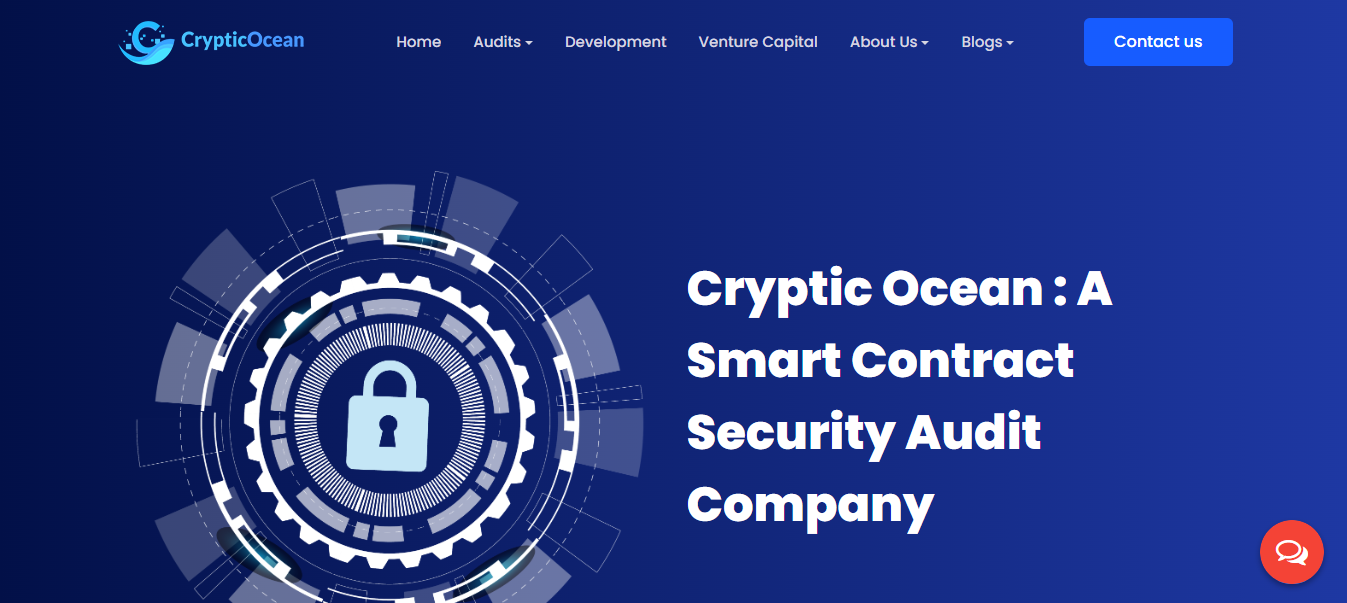 CrypticOcean
Home Audits Development Venture Capital About Us Blogs Contact us
Cryptic Ocean : A
Smart Contract
Security Audit
Company